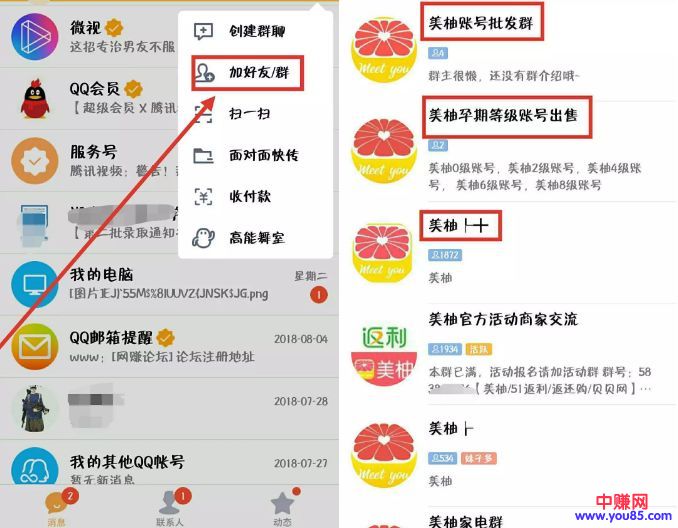 微视
这招专治男友不服
QQ会员
【超级会员 X 腾讯
服务号
腾讯视频：警告！
【第二批录取通知
我的电脑
星期二
[图片]EJ)'55M$%8IUUVZ{JNSK$JG.png
1
QQ邮箱提醒
2018-08-04
www：[网赚论坛] 论坛注册地址
2018-07-28
我的其他QQ帐号
2018-07-27
暂无新消息
2
消息
1
联系人
动态
创建群聊
加好友/群
扫一扫
面对面快传
收付款
高能舞室
Meet you
美柚账号批发群
4
群主很懒，还没有群介绍哦~
Meet you
美柚孕期等级账号出售
2
美柚0级账号，美柚2级账号，美柚4级账
号， 美柚6级账号，美柚8级账号
Meet you
美柚
1872
美柚
返利
美柚
美柚官方活动商家交流
1934 活跃
本群已满，活动报名请加活动群 群号：58
【美柚/51返利/返还购/贝贝网】…
Meet you
美柚
534 妹子多
美柚
美柚家电群
中赚网
www.you85.com